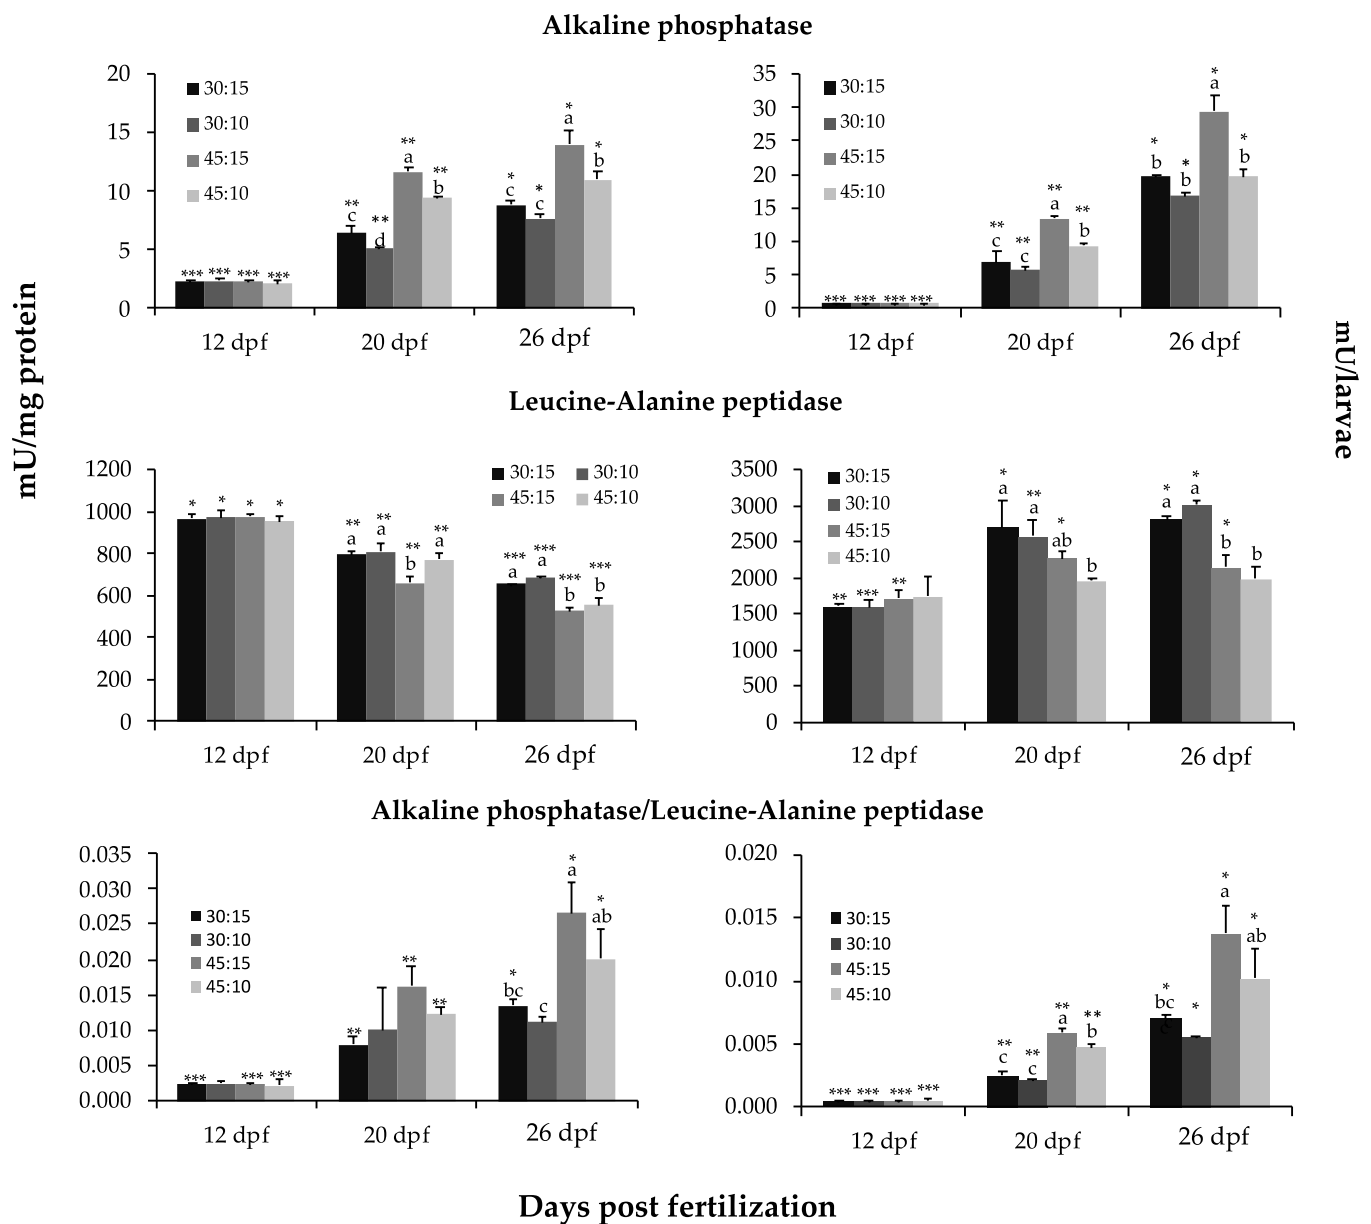 Alkaline phosphatase
mU/mg protein
mU/larvae
20
15
10
5
0
30:15
30:10
45:15
45:10
*** *** *** ***
** ** ** **
c d a b
* * * *
c c a b
12 dpf 20 dpf 26 dpf
35
30
25
20
15
10
5
0
30:15
30:10
45:15
45:10
*** *** *** ***
** ** ** **
c c a b
* * * *
b b a b
12 dpf 20 dpf 26 dpf
Leucine-Alanine peptidase
1200
1000
800
600
400
200
0
30:15 30:10
45:15 45:10
* * * *
** ** ** **
a a b a
*** *** *** ***
a a b b
12 dpf 20 dpf 26 dpf
3500
3000
2500
2000
1500
1000
500
0
30:15
30:10
45:15
45:10
** *** **
* ** *
a a ab b
* * *
a a b b
12 dpf 20 dpf 26 dpf
Alkaline phosphatase/Leucine-Alanine peptidase
0.035
0.030
0.025
0.020
0.015
0.010
0.005
0.000
30:15
30:10
45:15
45:10
*** *** ***
** ** **
* * *
bc c a ab
12 dpf 20 dpf 26 dpf
0.020
0.015
0.010
0.005
0.000
30:15
30:10
45:15
45:10
*** *** *** ***
** ** ** **
c c a b
* * * *
bc a ab
c
12 dpf 20 dpf 26 dpf
Days post fertilization